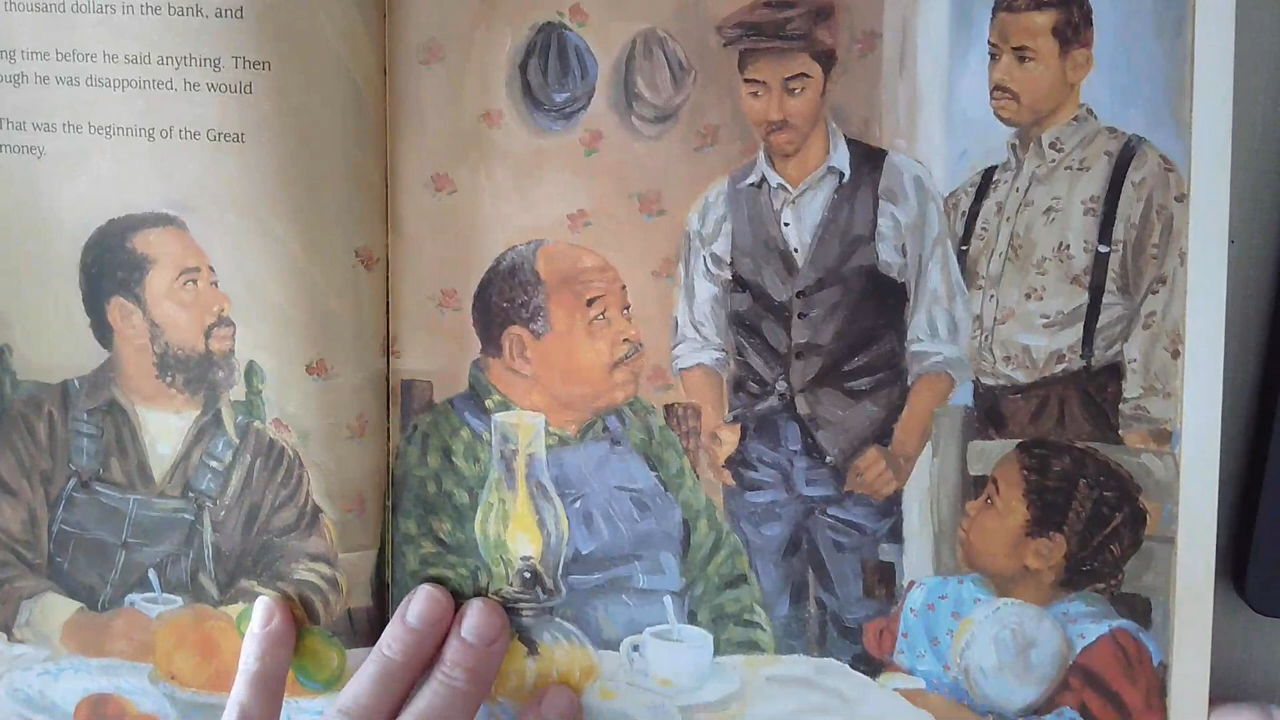 thousand dollars in the bank, and
ng time before he said anything. Then
ough he was disappointed, he would
That was the beginning of the Great
money.